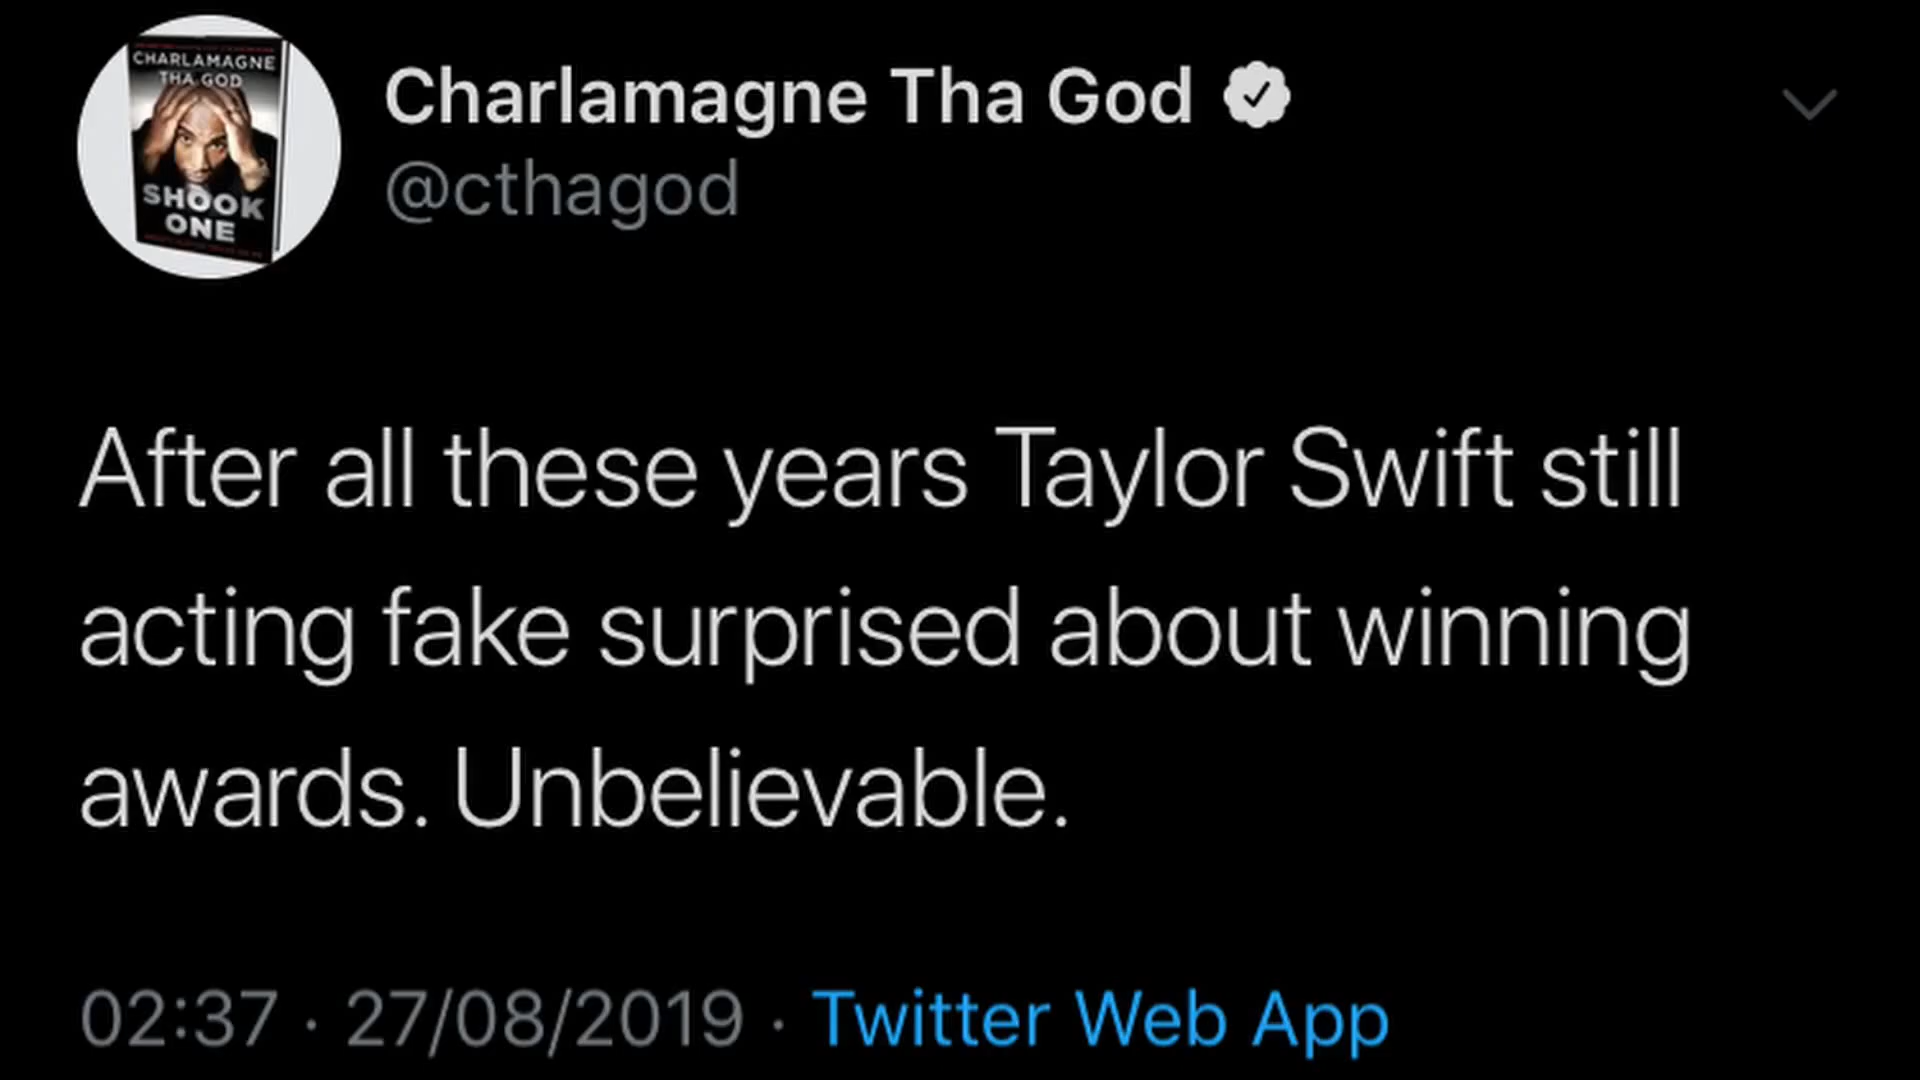 CHARLAMAGNE
THA GOD
SHOOK
ONE
Charlamagne Tha God
@cthagod
After all these years Taylor Swift still
acting fake surprised about winning
awards. Unbelievable.
02:37 · 27/08/2019 · Twitter Web App